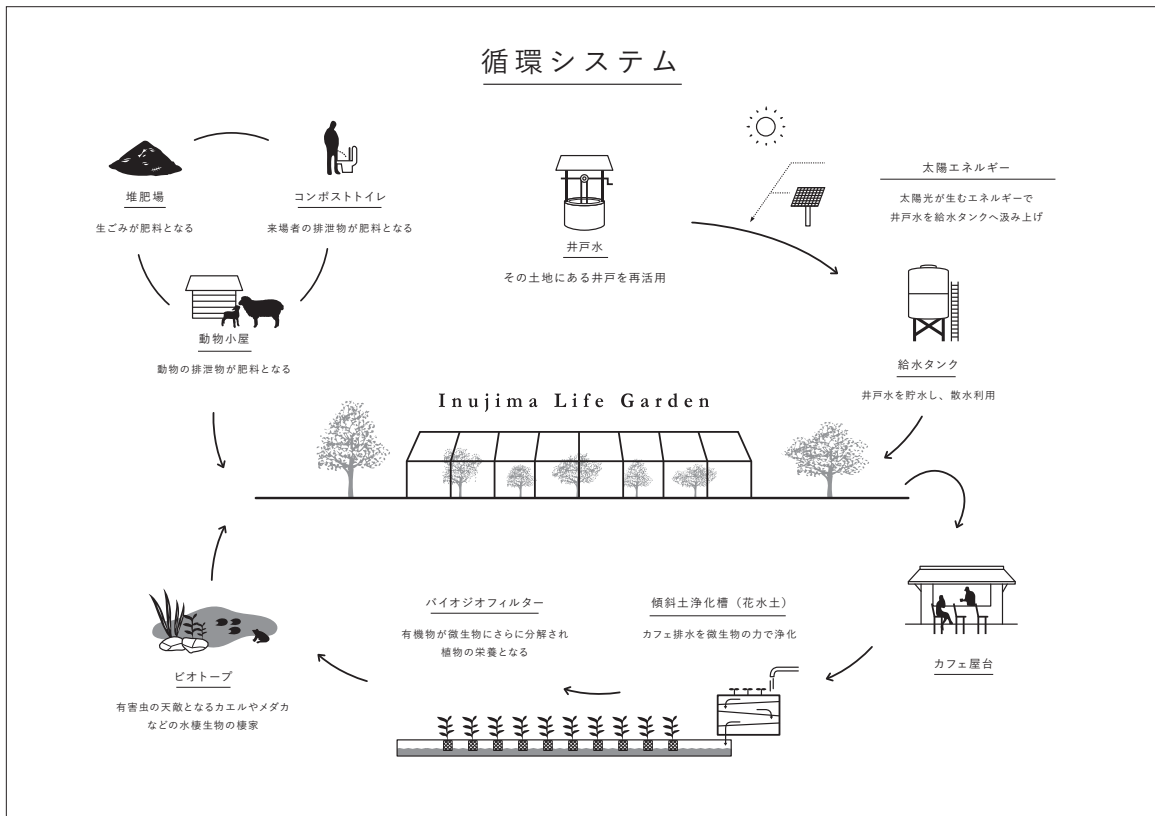 循環システム
堆肥場
生ごみが肥料となる
コンポストトイレ
来場者の排泄物が肥料となる
動物小屋
動物の排泄物が肥料となる
井戸水
その土地にある井戸を再活用
太陽エネルギー
太陽光が生むエネルギーで
井戸水を給水タンクへ汲み上げ
給水タンク
井戸水を貯水し、散水利用
Inujima Life Garden
カフェ屋台
傾斜土浄化槽（花水土）
カフェ排水を微生物の力で浄化
バイオジオフィルター
有機物が微生物にさらに分解され
植物の栄養となる
ビオトープ
有害虫の天敵となるカエルやメダカ
などの水棲生物の棲家